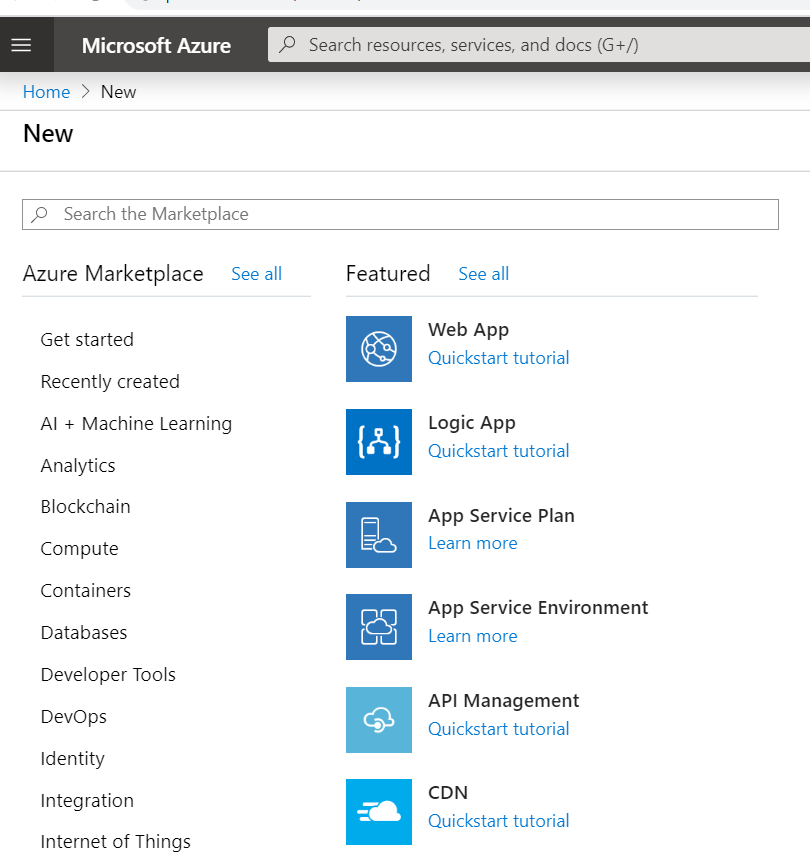 Microsoft Azure
Search resources, services, and docs (G+/)
Home > New
New
Search the Marketplace
Azure Marketplace See all
Get started
Recently created
AI + Machine Learning
Analytics
Blockchain
Compute
Containers
Databases
Developer Tools
DevOps
Identity
Integration
Internet of Things
Featured See all
Web App
Quickstart tutorial
Logic App
Quickstart tutorial
App Service Plan
Learn more
App Service Environment
Learn more
API Management
Quickstart tutorial
CDN
Quickstart tutorial